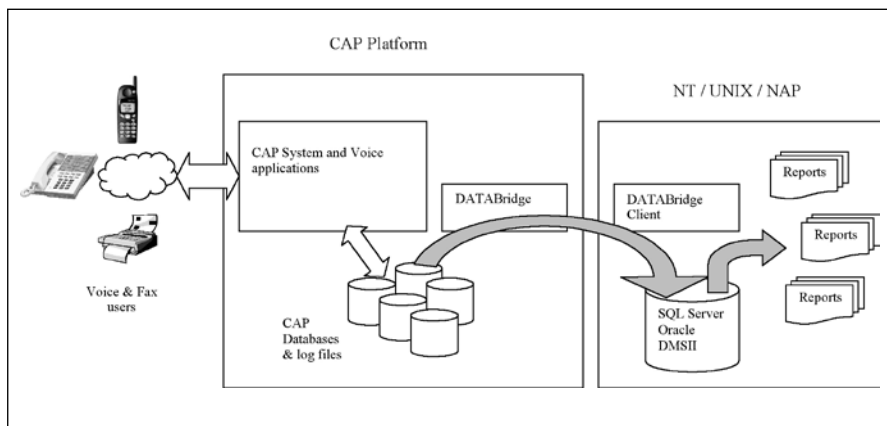 CAP Platform
NT / UNIX / NAP
CAP System and Voice
applications
DATABridge
DATABridge
Client
Reports
Reports
Reports
Voice & Fax
users
CAP
Databases
& log files
SQL Server
Oracle
DMSII